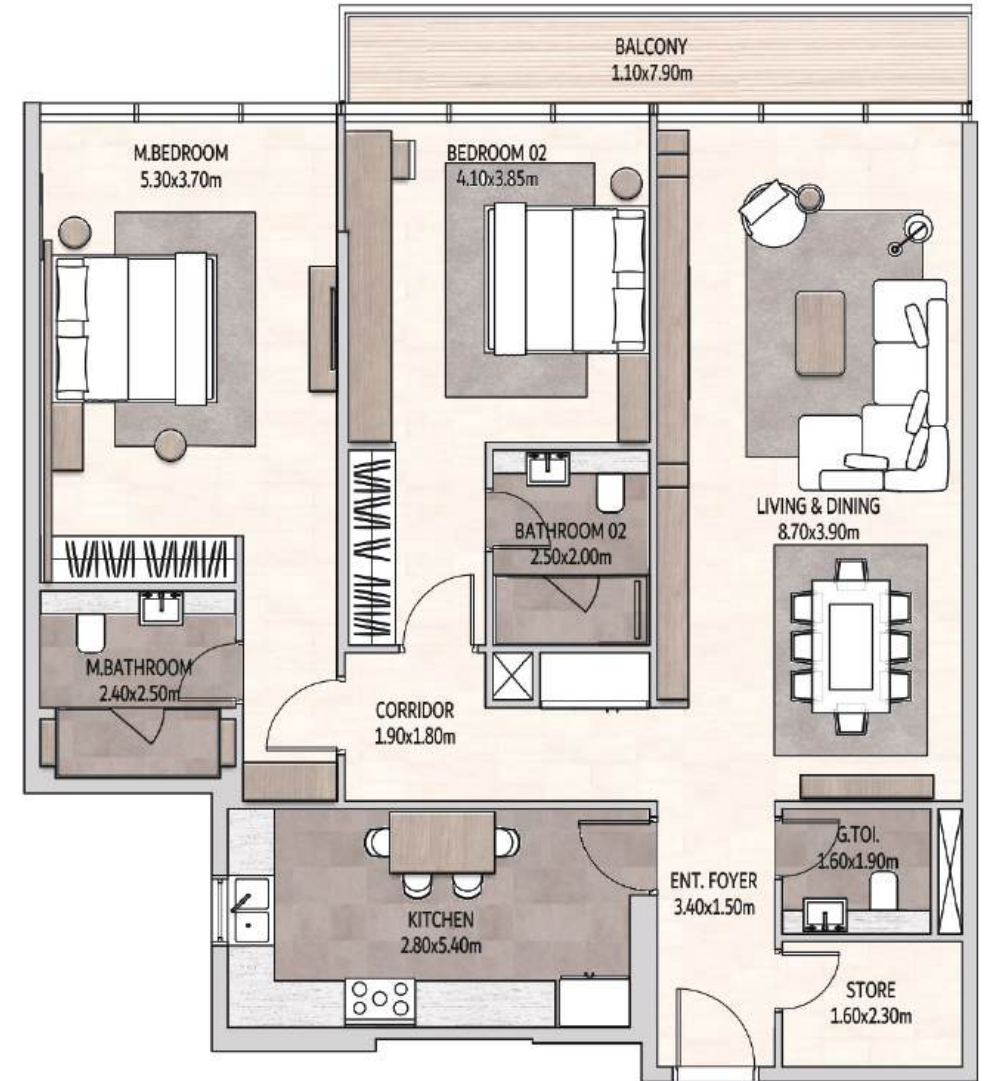 BALCONY
1.10x7.90m
M.BEDROOM
5.30x3.70m
BEDROOM 02
4.10x3.85m
LIVING & DINING
8.70x3.90m
BATHROOM 02
2.50x2.00m
M.BATHROOM
2.40x2.50m
CORRIDOR
1.90x1.80m
G.TOI.
1.60x1.90m
ENT. FOYER
3.40x1.50m
KITCHEN
2.80x5.40m
STORE
1.60x2.30m